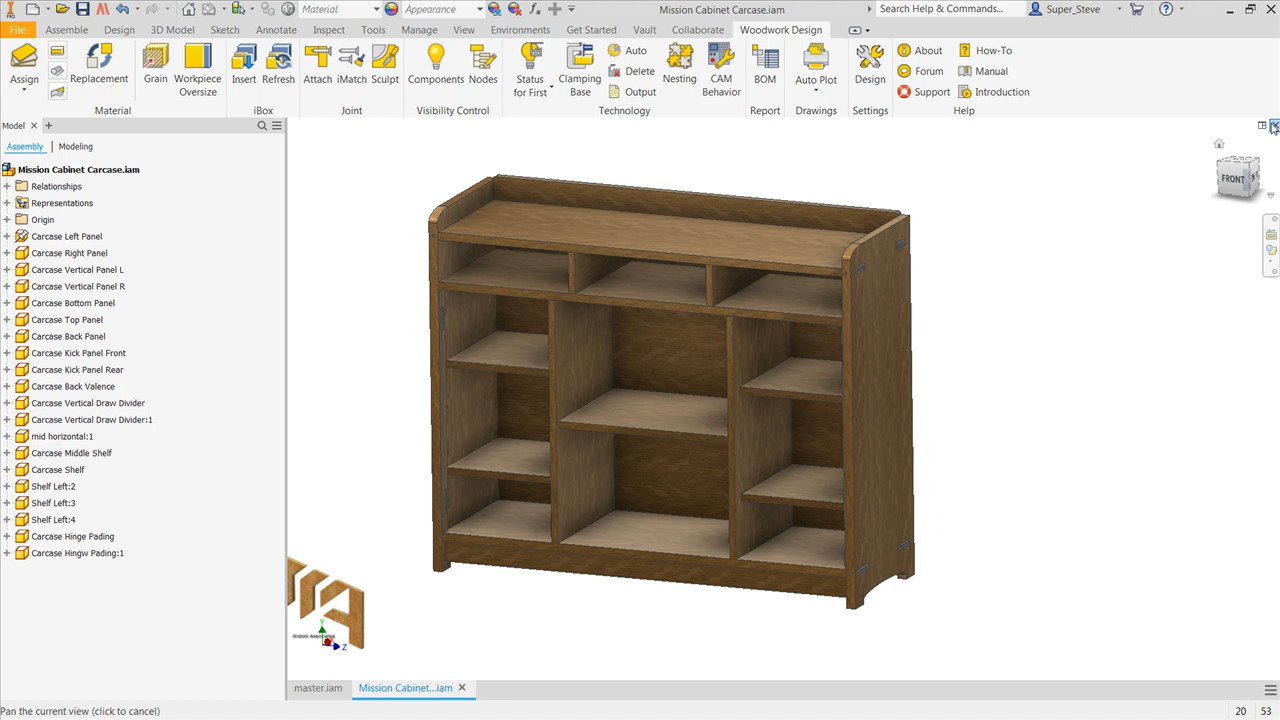 Material
Appearance
Mission Cabinet Carcase.iam
Search Help & Commands...
Super_Steve
File
Assembly
Design
3D Model
Sketch
Annotate
Inspect
Tools
Manage
View
Environments
Get Started
Vault
Collaborate
Woodwork Design
Assign
Replacement
Grain
Workpiece
Oversize
Insert
Refresh
Attach
iMatch
Sculpt
Components
Nodes
Status
for First
Clamping
Base
Auto
Delete
Output
Nesting
CAM
Behavior
BOM
Auto Plot
Design
About
Forum
Support
How-To
Manual
Introduction
Material
iBox
Joint
Visibility Control
Technology
Report
Drawings
Settings
Help
Model
Assembly
Modeling
Mission Cabinet Carcase.iam
Relationships
Representations
Origin
Carcase Left Panel
Carcase Right Panel
Carcase Vertical Panel L
Carcase Vertical Panel R
Carcase Bottom Panel
Carcase Top Panel
Carcase Back Panel
Carcase Kick Panel Front
Carcase Kick Panel Rear
Carcase Back Valence
Carcase Vertical Draw Divider
Carcase Vertical Draw Divider:1
mid horizontal:1
Carcase Middle Shelf
Carcase Shelf
Shelf Left:2
Shelf Left:3
Shelf Left:4
Carcase Hinge Pading
Carcase Hingw Pading:1
FRONT
Y
Z
master.iam
Mission Cabinet...iam
Pan the current view (click to cancel)
20
53